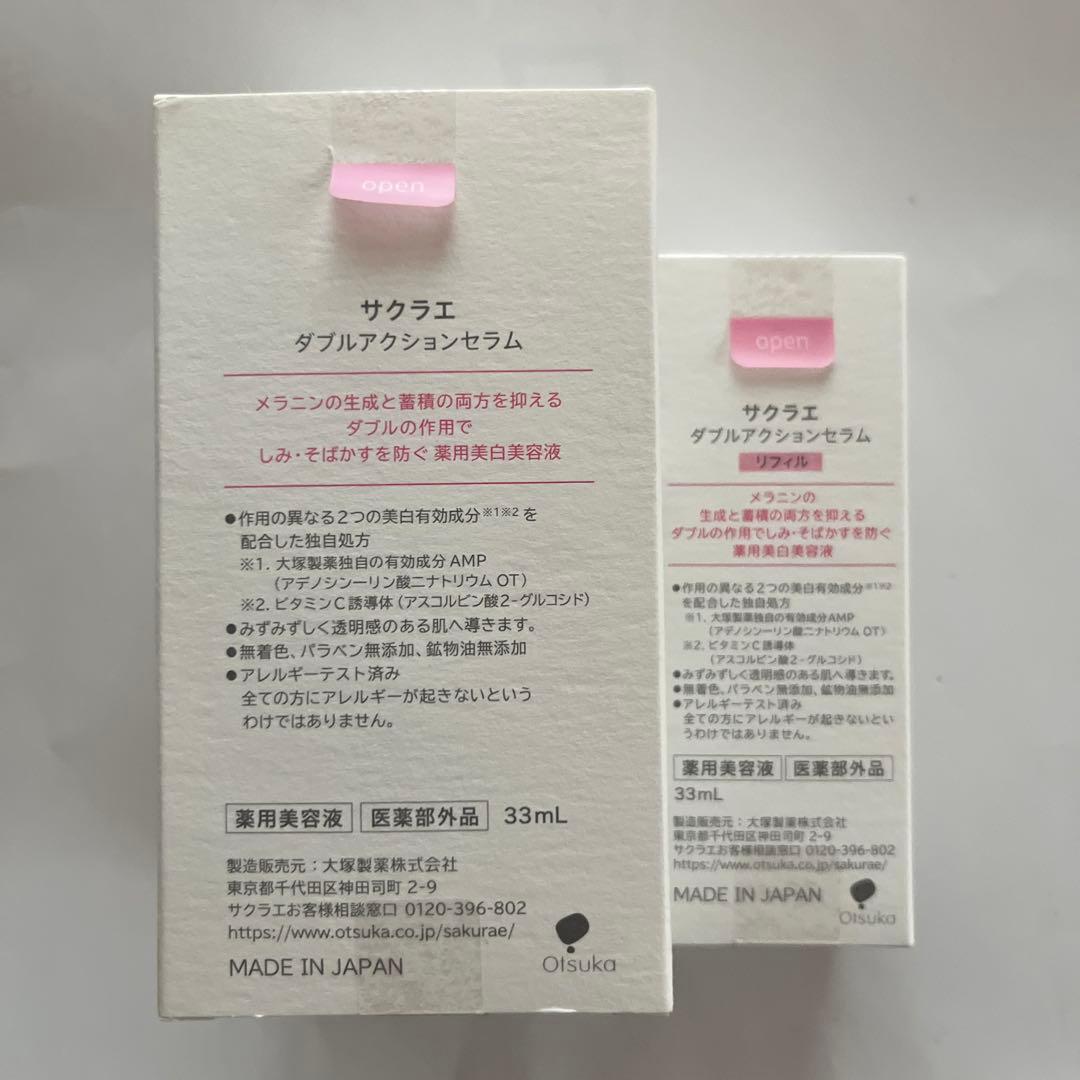 open
サクラエ
ダブルアクションセラム
メラニンの生成と蓄積の両方を抑える
ダブルの作用で
しみ・そばかすを防ぐ 薬用美白美容液
●作用の異なる2つの美白有効成分※1※2を
配合した独自処方
※1. 大塚製薬独自の有効成分AMP
(アデノシン一リン酸二ナトリウム OT)
※2. ビタミンC誘導体(アスコルビン酸2-グルコシド)
●みずみずしく透明感のある肌へ導きます。
●無着色、パラベン無添加、鉱物油無添加
●アレルギーテスト済み
全ての方にアレルギーが起きないという
わけではありません。
薬用美容液 医薬部外品 33mL
製造販売元:大塚製薬株式会社
東京都千代田区神田司町 2-9
サクラエお客様相談窓口 0120-396-802
https://www.otsuka.co.jp/sakurae/
MADE IN JAPAN
Otsuka
open
サクラエ
ダブルアクションセラム
リフィル
メラニンの
生成と蓄積の両方を抑える
ダブルの作用でしみ・そばかすを防ぐ
薬用美白美容液
●作用の異なる2つの美白有効成分※1※2
を配合した独自処方
※1. 大塚製薬独自の有効成分AMP
(アデノシン一リン酸二ナトリウム OT)
※2. ビタミンC誘導体
(アスコルビン酸2-グルコシド)
●みずみずしく透明感のある肌へ導きます。
●無着色、パラベン無添加、鉱物油無添加
●アレルギーテスト済み
全ての方にアレルギーが起きないとい
うわけではありません。
薬用美容液 医薬部外品
33mL
製造販売元:大塚製薬株式会社
東京都千代田区神田司町 2-9
サクラエお客様相談窓口 0120-396-802
https://www.otsuka.co.jp/sakurae/
MADE IN JAPAN
Otsuka